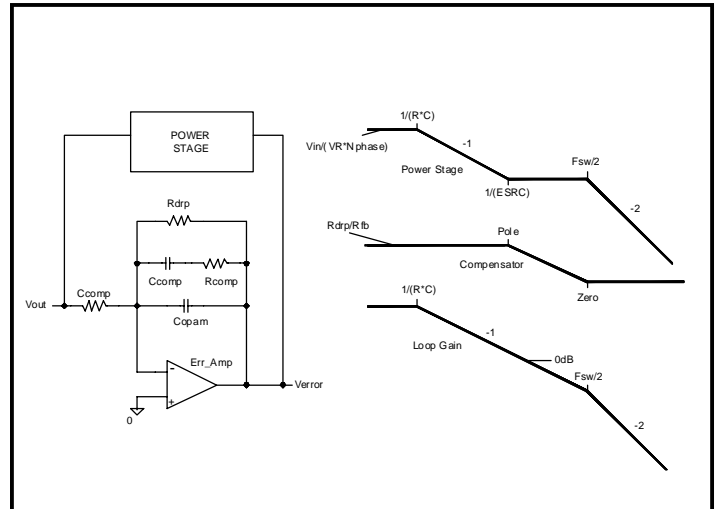 POWER
STAGE
Rdrp
Ccomp
Rcomp
Ccomp
Vout
Copam
Err_Amp
-
+
0
Verror
1/(R*C)
Vin/(VR*Nphase)
-1
Power Stage
Fsw/2
1/(ESRC)
-2
Rdrp/Rfb
Pole
Compensator
Zero
1/(R*C)
-1
Loop Gain
0dB
Fsw/2
-2